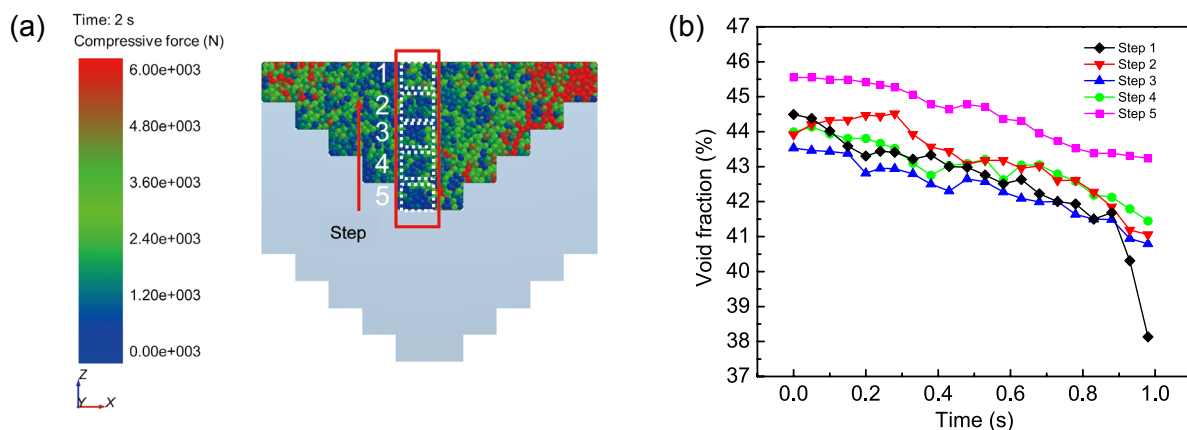 (a)
Time: 2 s
Compressive force (N)
6.00e+003
4.80e+003
3.60e+003
2.40e+003
1.20e+003
0.00e+003
Z
Y X
1
2
3
4
5
Step
(b)
Void fraction (%)
47
46
45
44
43
42
41
40
39
38
37
Step 1
Step 2
Step 3
Step 4
Step 5
0.0 0.2 0.4 0.6 0.8 1.0
Time (s)